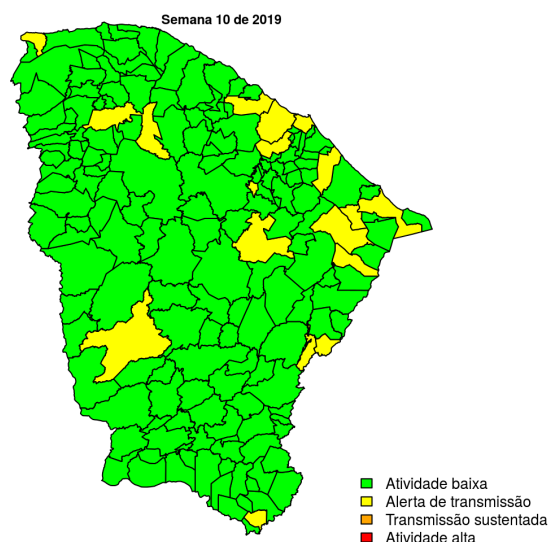 Semana 10 de 2019
Atividade baixa
Alerta de transmissão
Transmissão sustentada
Atividade alta